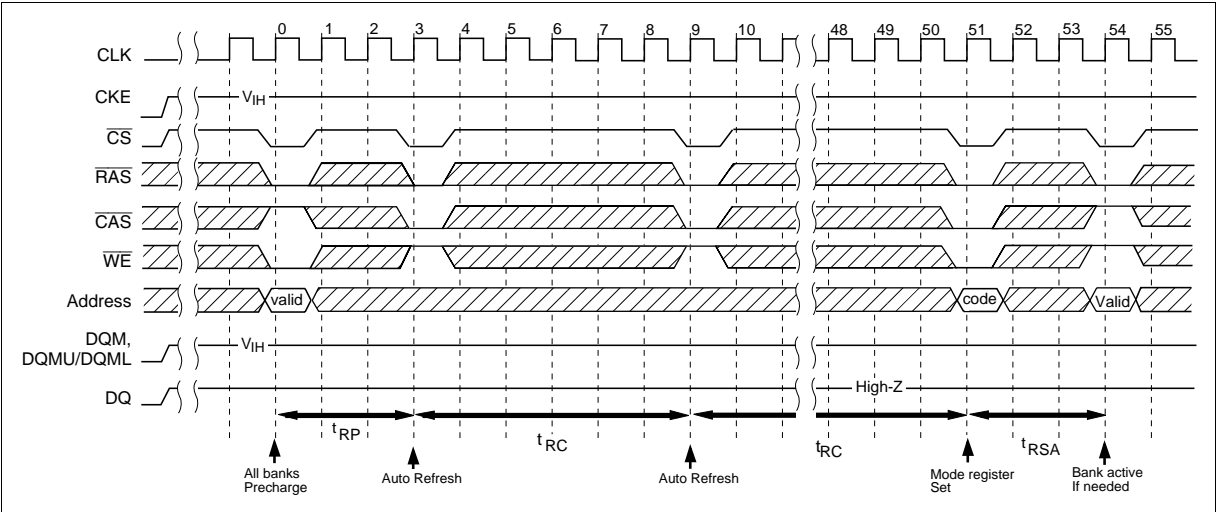 0 1 2 3 4 5 6 7 8 9 10 48 49 50 51 52 53 54 55
CLK
CKE VIH
CS
RAS
CAS
WE
Address valid code Valid
DQM,
DQMU/DQML VIH
DQ High-Z
tRP tRC tRC tRSA
All banks
Precharge
Auto Refresh
Auto Refresh
Mode register
Set
Bank active
If needed